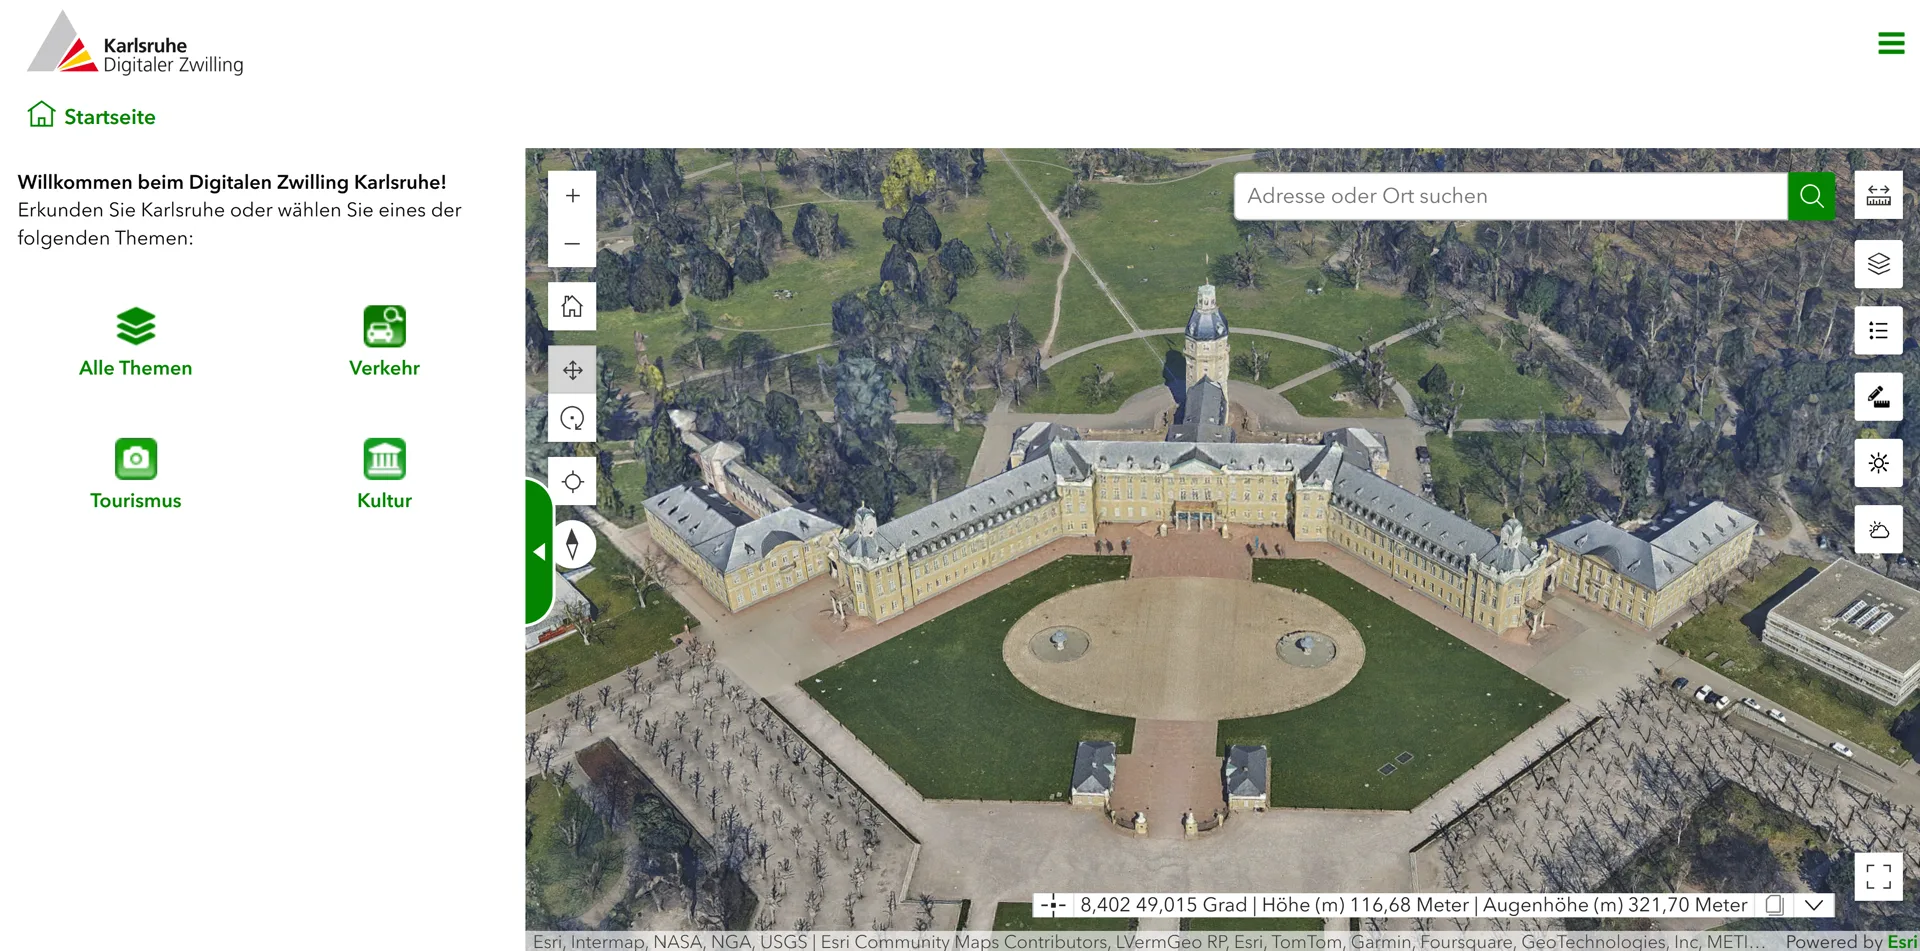 Karlsruhe
Digitaler Zwilling
Startseite
Willkommen beim Digitalen Zwilling Karlsruhe!
Erkunden Sie Karlsruhe oder wählen Sie eines der
folgenden Themen:
Alle Themen
Verkehr
Tourismus
Kultur
Adresse oder Ort suchen
8,402 49,015 Grad | Höhe (m) 116,68 Meter | Augenhöhe (m) 321,70 Meter
Esri, Intermap, NASA, NGA, USGS | Esri Community Maps Contributors, LVermGeo RP, Esri, TomTom, Garmin, Foursquare, GeoTechnologies, Inc, METI... Powered by Esri